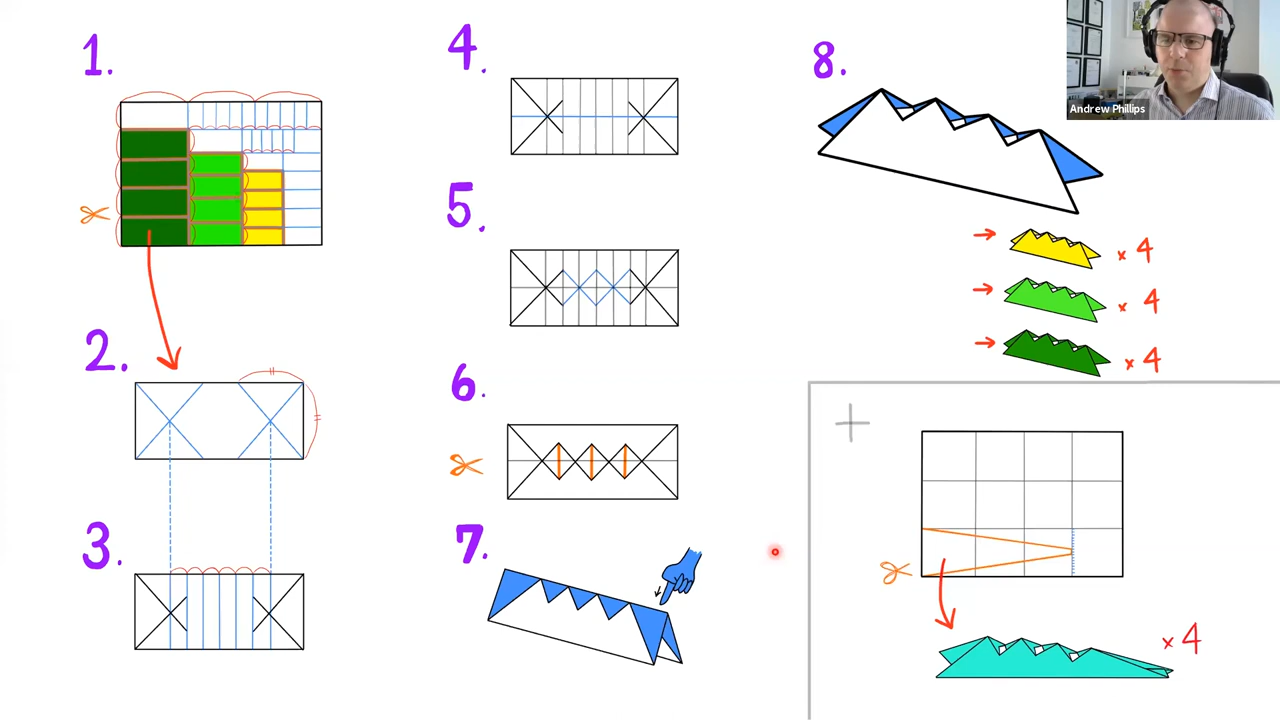 1.
2.
3.
4.
5.
6.
7.
8.
Andrew Phillips
x 4
x 4
x 4
+
x 4